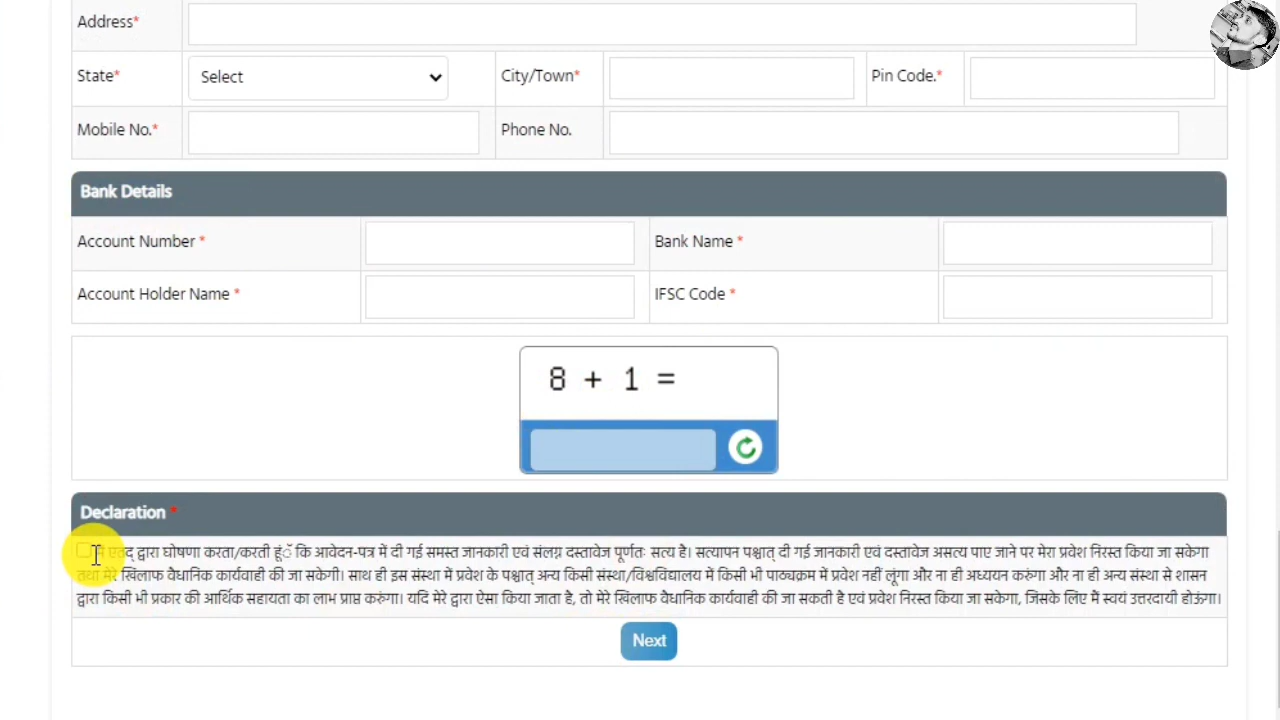 Address*
State* Select City/Town* Pin Code.*
Mobile No.* Phone No.
Bank Details
Account Number * Bank Name *
Account Holder Name * IFSC Code *
8 + 1 =
Declaration *
मैं एतद् द्वारा घोषणा करता/करती हूंॅ कि आवेदन-पत्र में दी गई समस्त जानकारी एवं संलग्न दस्तावेज पूर्णतः सत्य है। सत्यापन पश्चात् दी गई जानकारी एवं दस्तावेज असत्य पाए जाने पर मेरा प्रवेश निरस्त किया जा सकेगा
तथा मेरे खिलाफ वैधानिक कार्यवाही की जा सकेगी। साथ ही इस संस्था में प्रवेश के पश्चात् अन्य किसी संस्था/विश्वविद्यालय में किसी भी पाठ्यक्रम में प्रवेश नहीं लूंगा और ना ही अध्ययन करुंगा और ना ही अन्य संस्था से शासन
द्वारा किसी भी प्रकार की आर्थिक सहायता का लाभ प्राप्त करुंगा। यदि मेरे द्वारा ऐसा किया जाता है, तो मेरे खिलाफ वैधानिक कार्यवाही की जा सकती है एवं प्रवेश निरस्त किया जा सकेगा, जिसके लिए मैं स्वयं उत्तरदायी होऊंगा।
Next